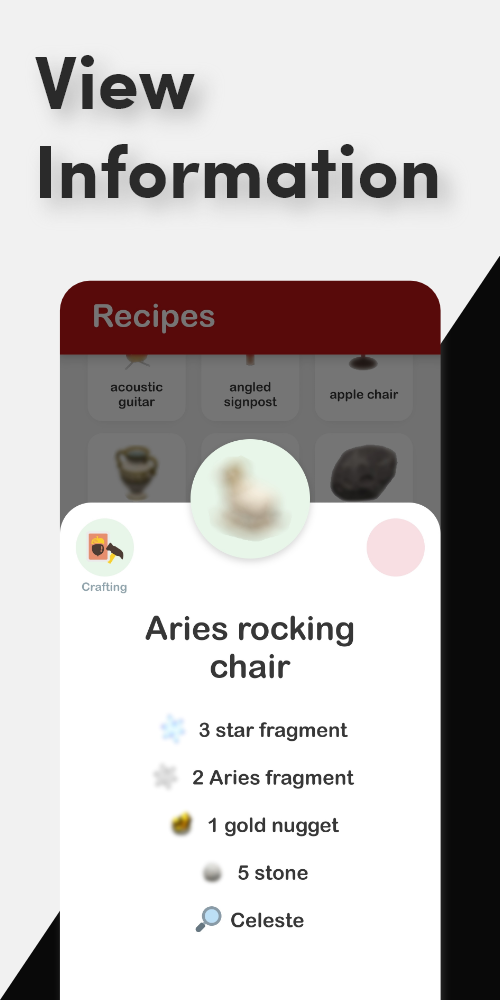 View
Information
Recipes
acoustic
guitar
angled
signpost
apple chair
Crafting
Aries rocking
chair
3 star fragment
2 Aries fragment
1 gold nugget
5 stone
Celeste